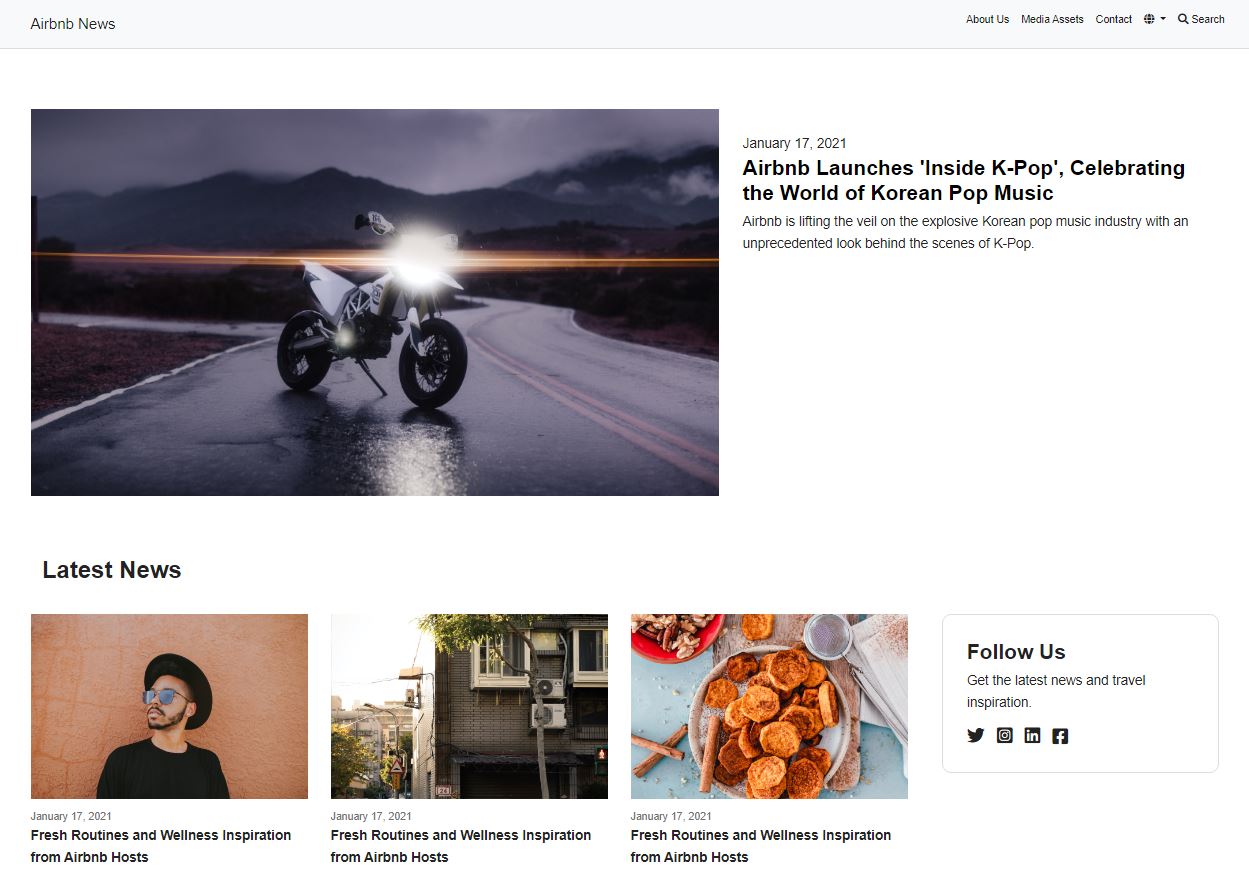 Airbnb News
About Us Media Assets Contact Search
January 17, 2021
Airbnb Launches 'Inside K-Pop', Celebrating
the World of Korean Pop Music
Airbnb is lifting the veil on the explosive Korean pop music industry with an
unprecedented look behind the scenes of K-Pop.
Latest News
24
January 17, 2021
Fresh Routines and Wellness Inspiration
from Airbnb Hosts
January 17, 2021
Fresh Routines and Wellness Inspiration
from Airbnb Hosts
January 17, 2021
Fresh Routines and Wellness Inspiration
from Airbnb Hosts
Follow Us
Get the latest news and travel
inspiration.